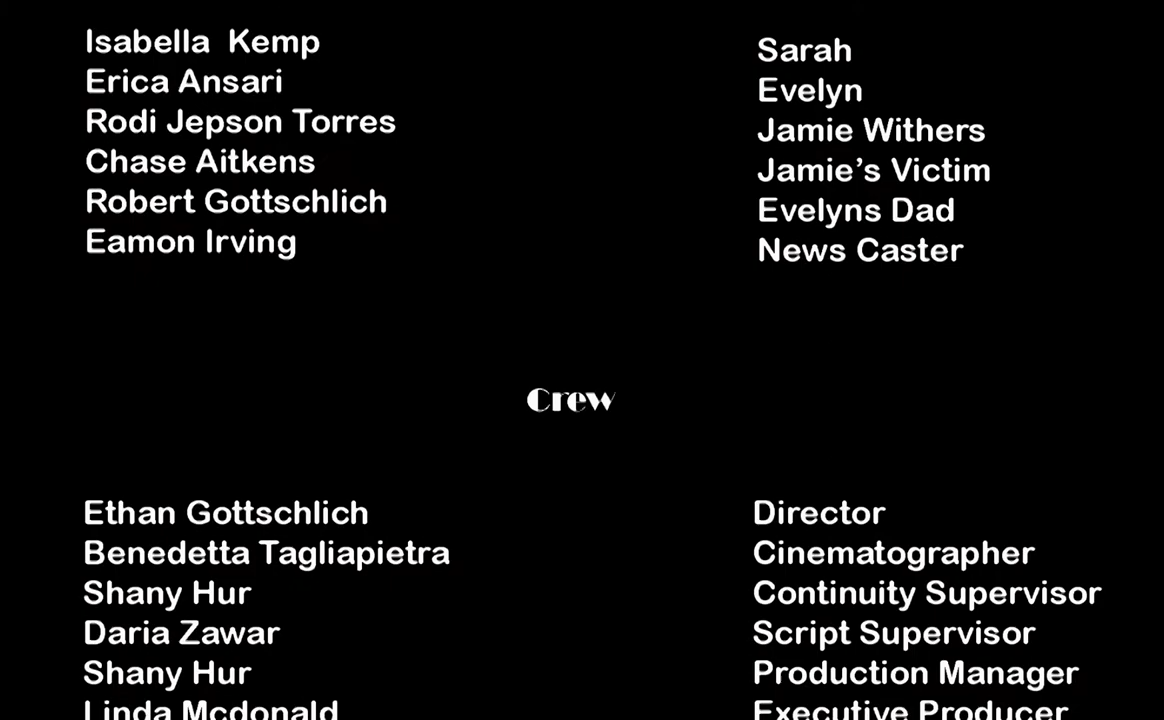 Isabella  Kemp Sarah
Erica Ansari Evelyn
Rodi Jepson Torres Jamie Withers
Chase Aitkens Jamie’s Victim
Robert Gottschlich Evelyns Dad
Eamon Irving News Caster
Crew
Ethan Gottschlich Director
Benedetta Tagliapietra Cinematographer
Shany Hur Continuity Supervisor
Daria Zawar Script Supervisor
Shany Hur Production Manager
Linda Mcdonald Executive Producer